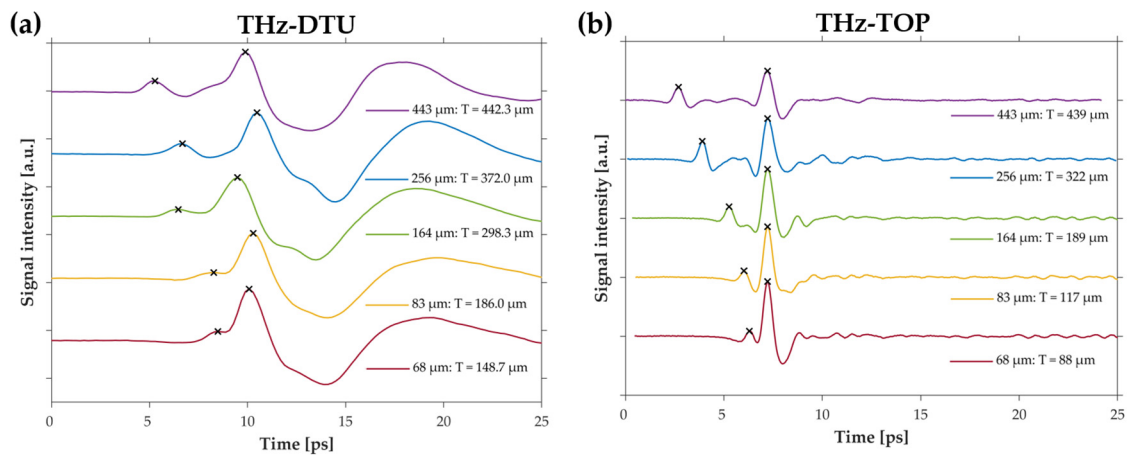 (a)
THz-DTU
Signal intensity [a.u.]
443 µm: T = 442.3 µm
256 µm: T = 372.0 µm
164 µm: T = 298.3 µm
83 µm: T = 186.0 µm
68 µm: T = 148.7 µm
0 5 10 15 20 25
Time [ps]
(b)
THz-TOP
Signal intensity [a.u.]
443 µm: T = 439 µm
256 µm: T = 322 µm
164 µm: T = 189 µm
83 µm: T = 117 µm
68 µm: T = 88 µm
0 5 10 15 20 25
Time [ps]